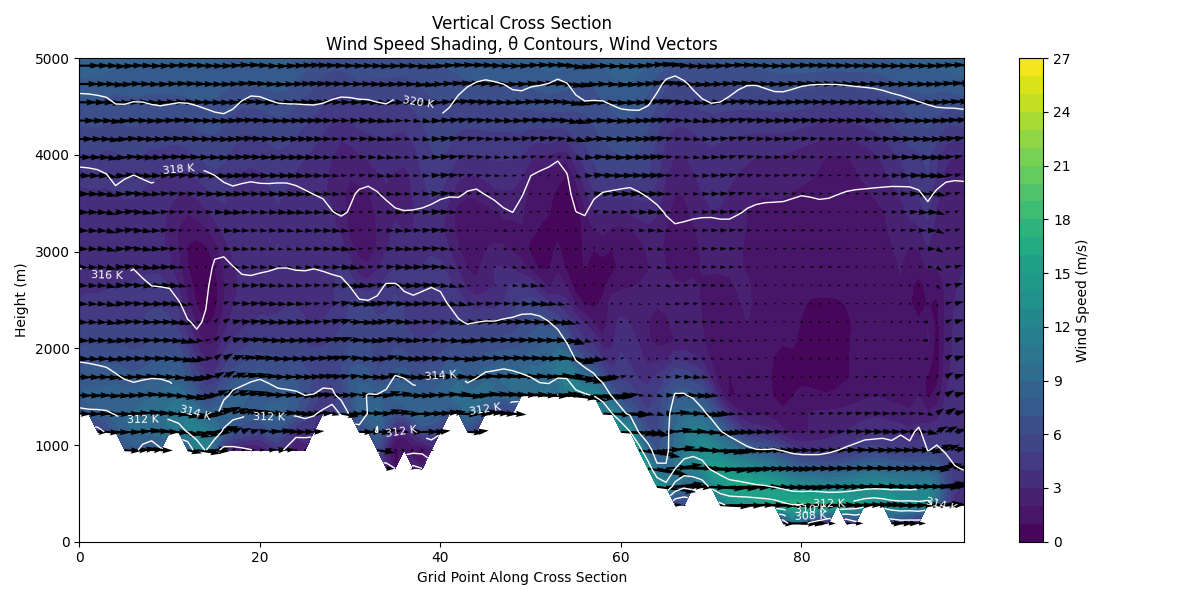 Vertical Cross Section
Wind Speed Shading, θ Contours, Wind Vectors
5000
4000
3000
2000
1000
0
Height (m)
320 K
318 K
316 K
314 K
314 K
312 K
312 K
312 K
312 K
312 K
310 K
308 K
314 K
0
20
40
60
80
Grid Point Along Cross Section
27
24
21
18
15
12
9
6
3
0
Wind Speed (m/s)